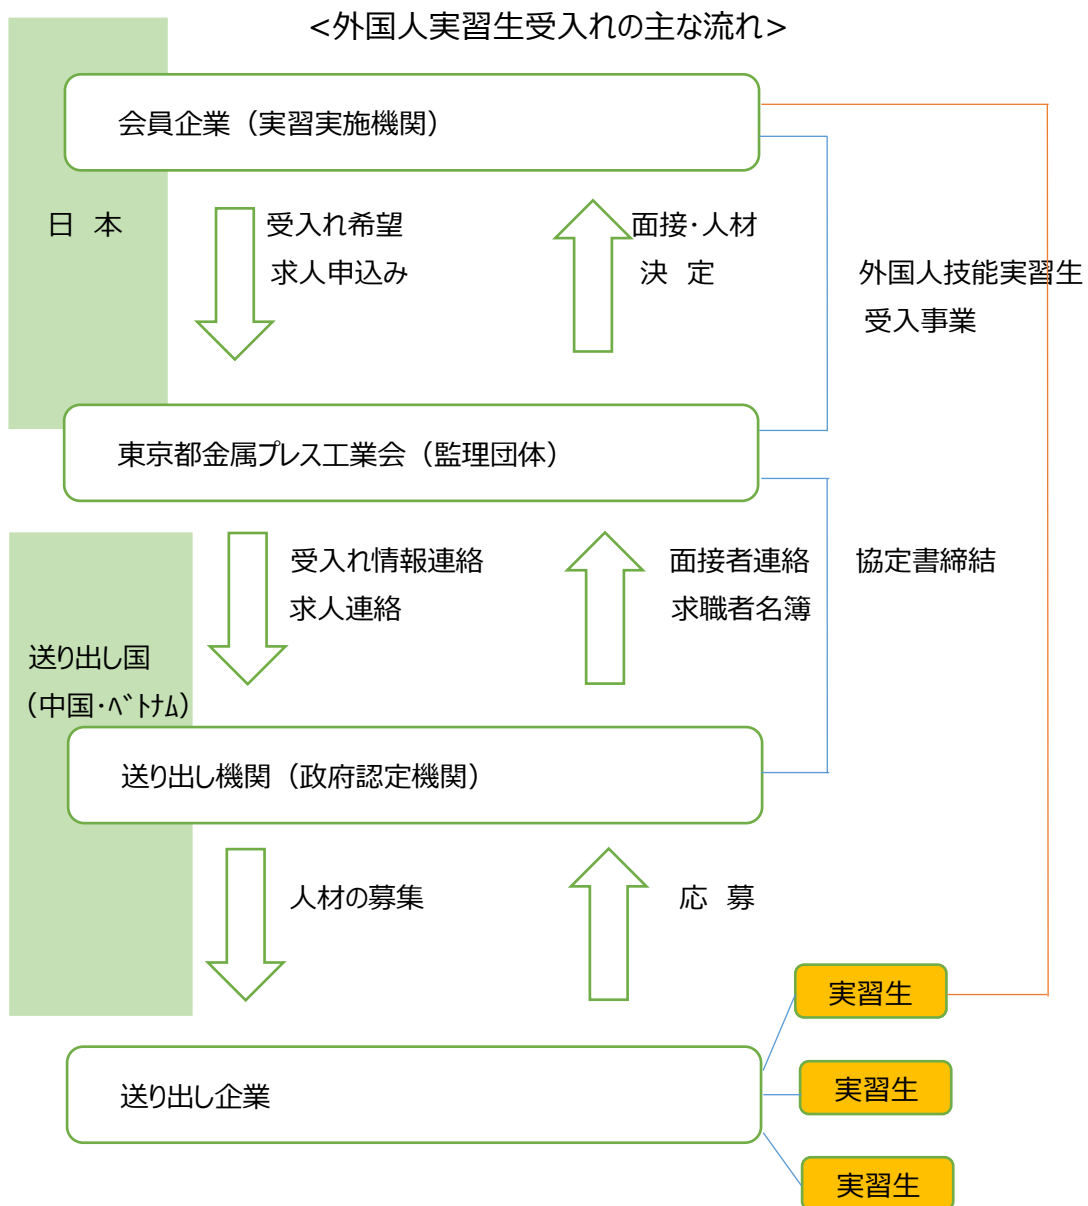 <外国人実習生受入れの主な流れ>
会員企業（実習実施機関）
日 本
受入れ希望
求人申込み
面接・人材
決 定
外国人技能実習生
受入事業
東京都金属プレス工業会（監理団体）
受入れ情報連絡
求人連絡
面接者連絡
求職者名簿
協定書締結
送り出し国
（中国・ﾍﾞﾄﾅﾑ）
送り出し機関（政府認定機関）
人材の募集
応 募
実習生
送り出し企業
実習生
実習生